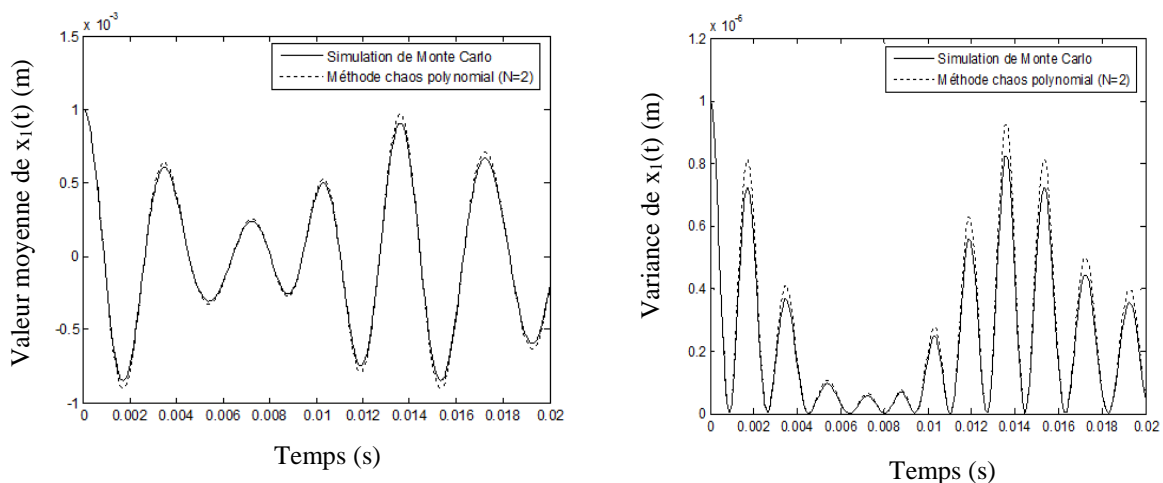 x 10⁻³
1.5
1
0.5
0
-0.5
-1
0 0.002 0.004 0.006 0.008 0.01 0.012 0.014 0.016 0.018 0.02
Simulation de Monte Carlo
Méthode chaos polynomial (N=2)
Valeur moyenne de x₁(t) (m)
Temps (s)
x 10⁻⁶
1.2
1
0.8
0.6
0.4
0.2
0
0 0.002 0.004 0.006 0.008 0.01 0.012 0.014 0.016 0.018 0.02
Simulation de Monte Carlo
Méthode chaos polynomial (N=2)
Variance de x₁(t) (m)
Temps (s)